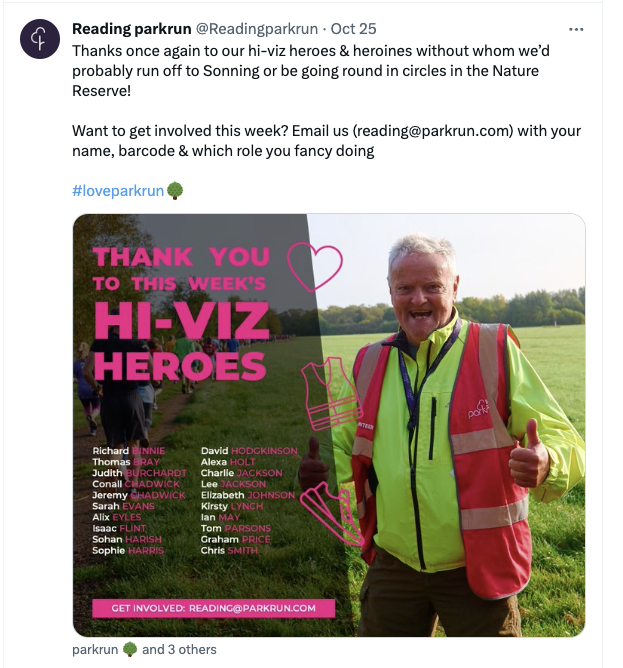 Reading parkrun @Readingparkrun · Oct 25
Thanks once again to our hi-viz heroes & heroines without whom we’d
probably run off to Sonning or be going round in circles in the Nature
Reserve!
Want to get involved this week? Email us (reading@parkrun.com) with your
name, barcode & which role you fancy doing
#loveparkrun🌳
THANK YOU
TO THIS WEEK'S
HI-VIZ
HEROES
Richard BINNIE
Thomas BRAY
Judith BURCHARDT
Conall CHADWICK
Jeremy CHADWICK
Sarah EVANS
Alix EYLES
Isaac FLINT
Sohan HARISH
Sophie HARRIS
David HODGKINSON
Alexa HOLT
Charlie JACKSON
Lee JACKSON
Elizabeth JOHNSON
Kirsty LYNCH
Ian MAY
Tom PARSONS
Graham PRICE
Chris SMITH
GET INVOLVED: READING@PARKRUN.COM
parkrun 🌳 and 3 others